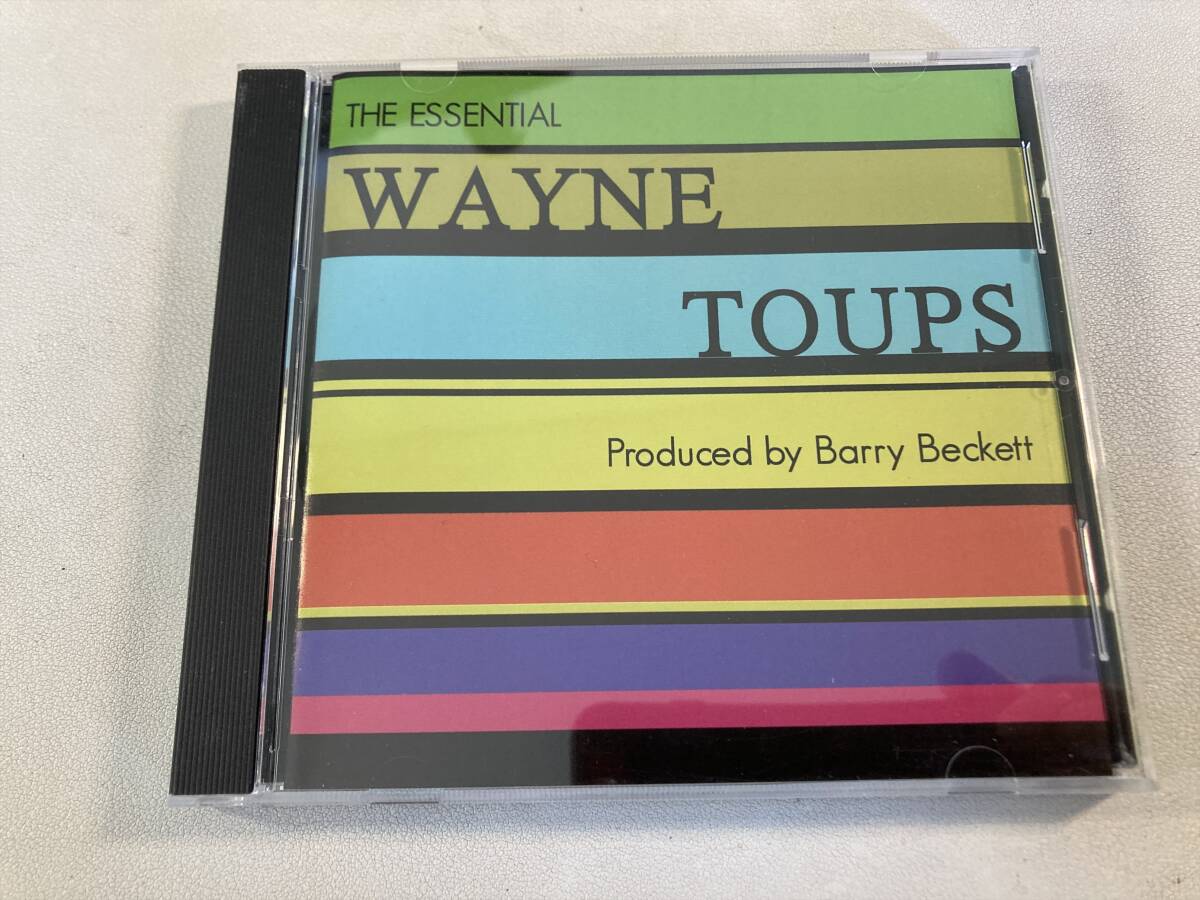 THE ESSENTIAL
WAYNE
TOUPS
Produced by Barry Beckett